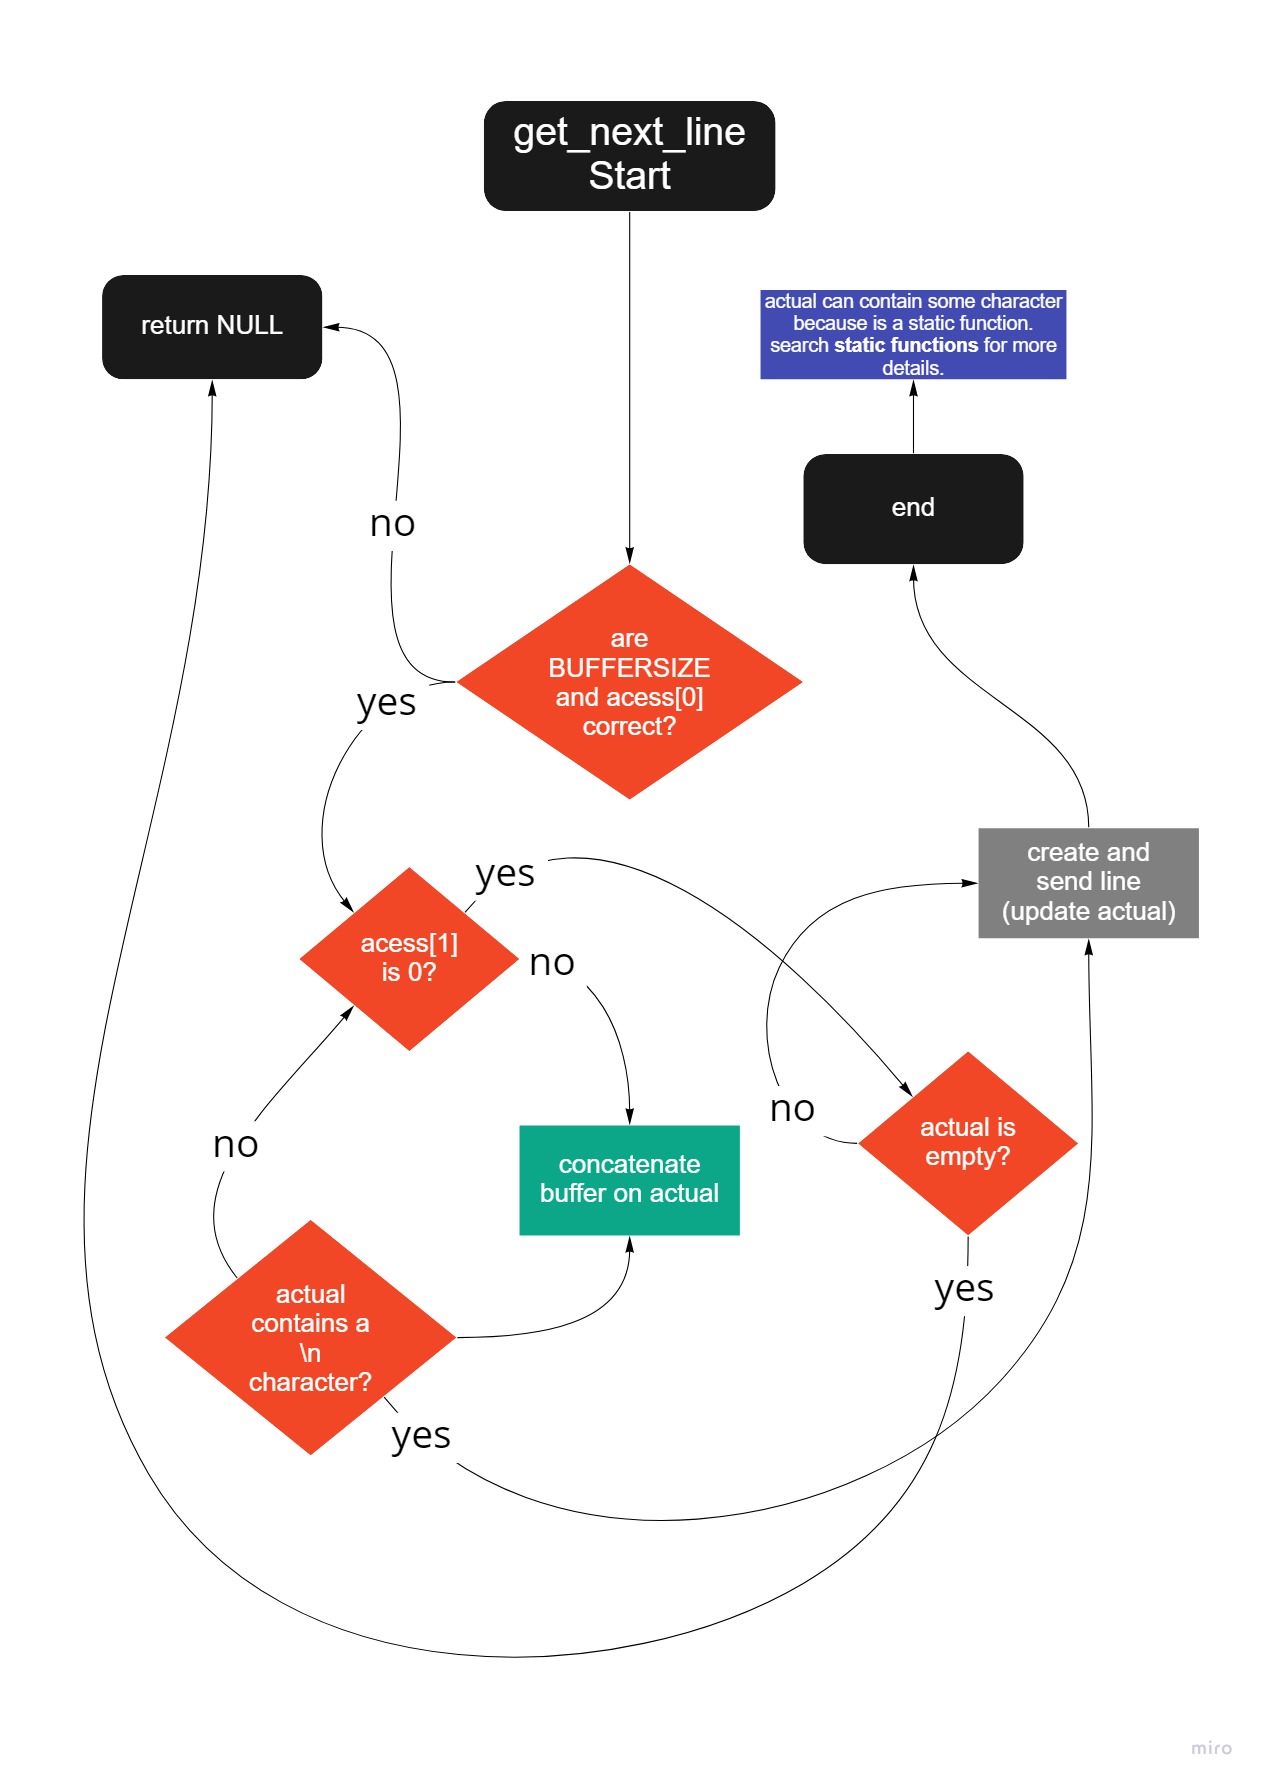 get_next_line
Start
return NULL
actual can contain some character
because is a static function.
search static functions for more
details.
end
no
are
BUFFERSIZE
and acess[0]
correct?
yes
create and
send line
(update actual)
yes
acess[1]
is 0?
no
no
actual is
empty?
no
concatenate
buffer on actual
yes
actual
contains a
\n
character?
yes
miro